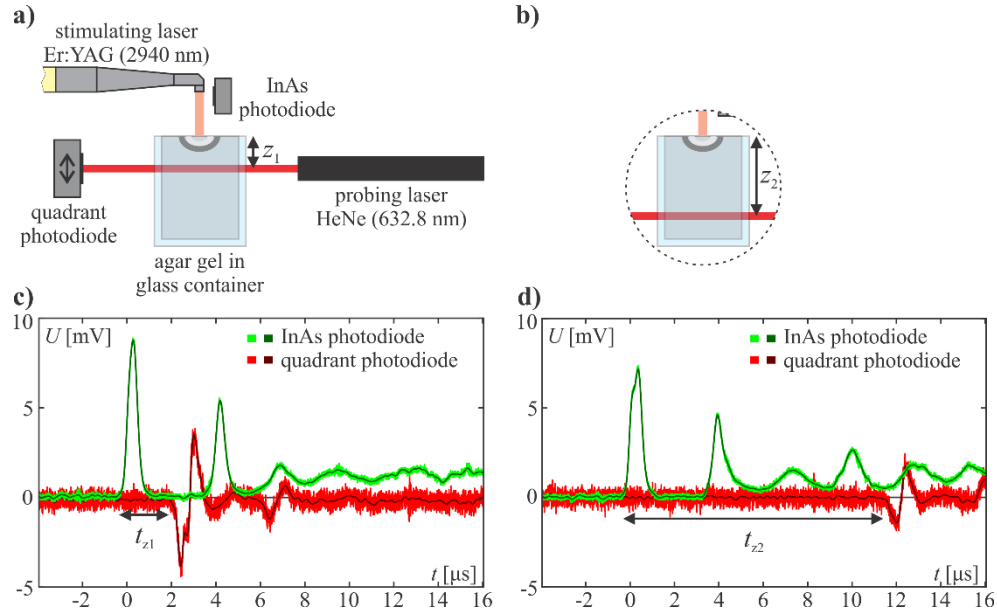 a)
stimulating laser
Er:YAG (2940 nm)
InAs
photodiode
z1
quadrant
photodiode
probing laser
HeNe (632.8 nm)
agar gel in
glass container
b)
z2
c)
10
U [mV]
InAs photodiode
quadrant photodiode
5
0
tz1
-5
-2 0 2 4 6 8 10 12 14 16
t [μs]
d)
10
U [mV]
InAs photodiode
quadrant photodiode
5
0
tz2
-5
-2 0 2 4 6 8 10 12 14 16
t [μs]